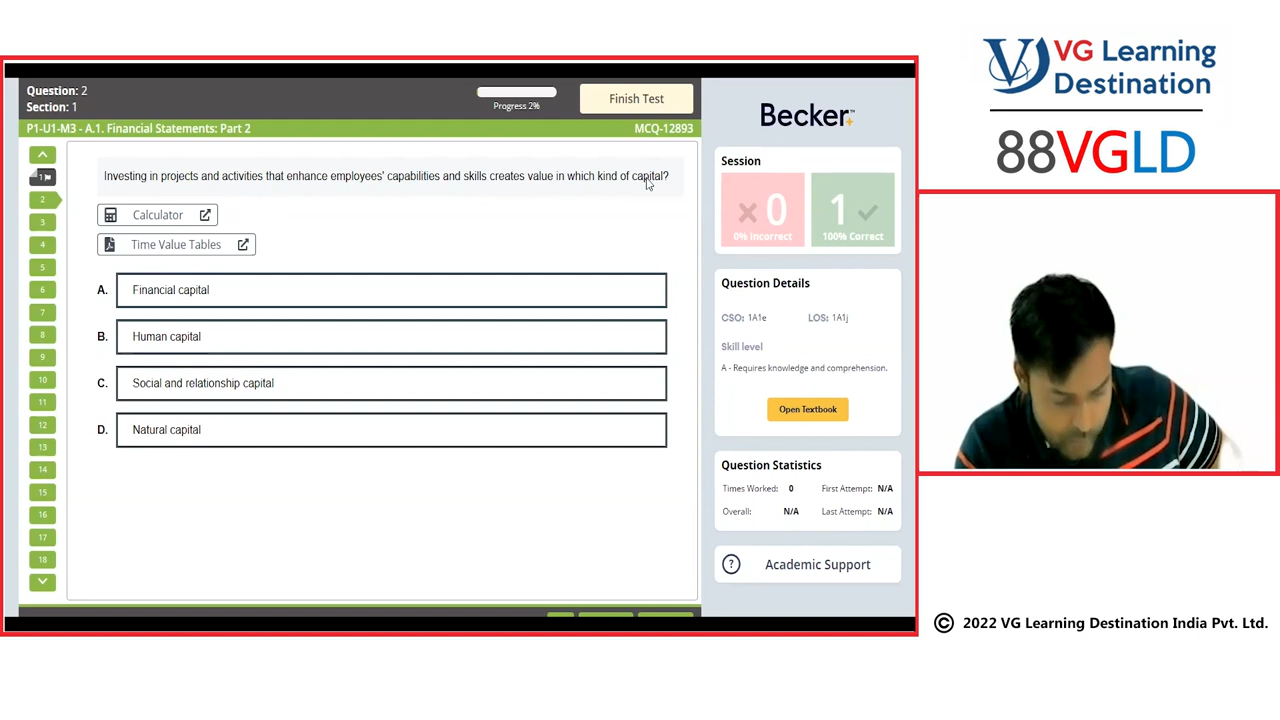 Question: 2
Section: 1
Progress 2%
Finish Test
P1-U1-M3 - A.1. Financial Statements: Part 2
MCQ-12893
1
2
3
4
5
6
7
8
9
10
11
12
13
14
15
16
17
18
Investing in projects and activities that enhance employees' capabilities and skills creates value in which kind of capital?
Calculator
Time Value Tables
A. Financial capital
B. Human capital
C. Social and relationship capital
D. Natural capital
Becker
Session
0
0% Incorrect
1
100% Correct
Question Details
CSO: 1A1e LOS: 1A1j
Skill level
A - Requires knowledge and comprehension.
Open Textbook
Question Statistics
Times Worked: 0 First Attempt: N/A
Overall: N/A Last Attempt: N/A
? Academic Support
VG Learning
Destination
88VGLD
© 2022 VG Learning Destination India Pvt. Ltd.